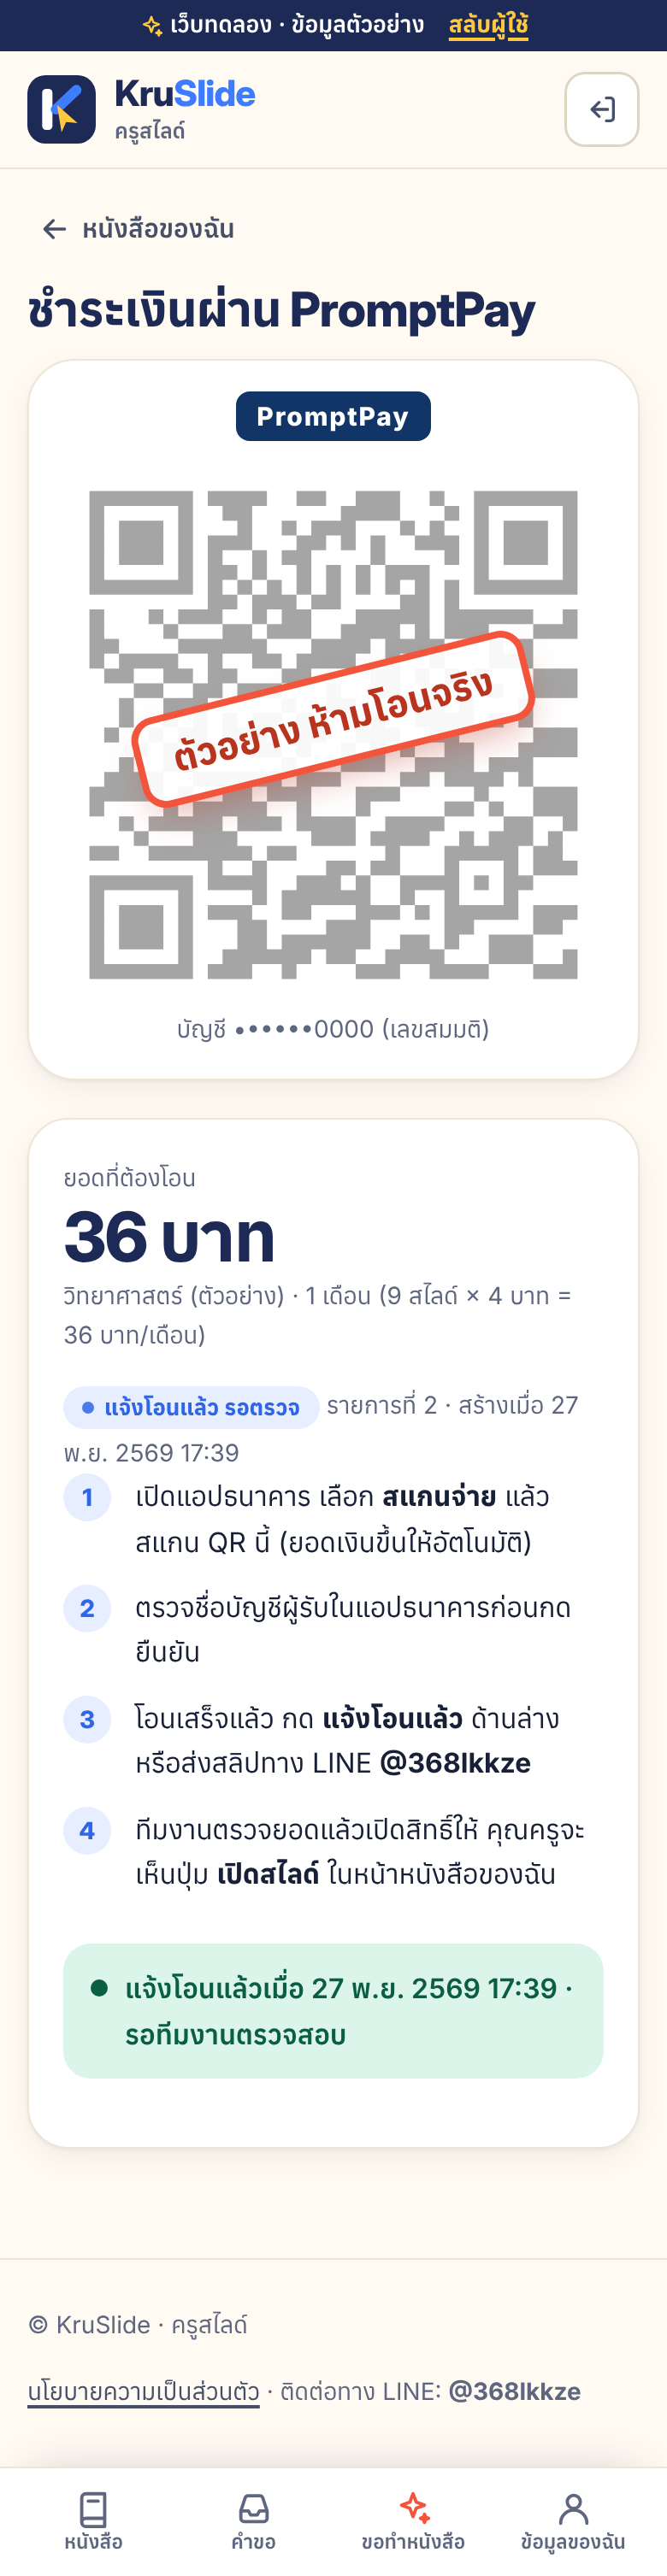 เว็บทดลอง · ข้อมูลตัวอย่าง สลับผู้ใช้
KruSlide
ครูสไลด์
← หนังสือของฉัน
ชำระเงินผ่าน PromptPay
PromptPay
ตัวอย่าง ห้ามโอนจริง
บัญชี ••••••0000 (เลขสมมติ)
ยอดที่ต้องโอน
36 บาท
วิทยาศาสตร์ (ตัวอย่าง) · 1 เดือน (9 สไลด์ × 4 บาท =
36 บาท/เดือน)
แจ้งโอนแล้ว รอตรวจ รายการที่ 2 · สร้างเมื่อ 27
พ.ย. 2569 17:39
1 เปิดแอปธนาคาร เลือก สแกนจ่าย แล้ว
สแกน QR นี้ (ยอดเงินขึ้นให้อัตโนมัติ)
2 ตรวจชื่อบัญชีผู้รับในแอปธนาคารก่อนกด
ยืนยัน
3 โอนเสร็จแล้ว กด แจ้งโอนแล้ว ด้านล่าง
หรือส่งสลิปทาง LINE @368lkkze
4 ทีมงานตรวจยอดแล้วเปิดสิทธิ์ให้ คุณครูจะ
เห็นปุ่ม เปิดสไลด์ ในหน้าหนังสือของฉัน
แจ้งโอนแล้วเมื่อ 27 พ.ย. 2569 17:39 ·
รอทีมงานตรวจสอบ
© KruSlide · ครูสไลด์
นโยบายความเป็นส่วนตัว · ติดต่อทาง LINE: @368lkkze
หนังสือ คำขอ ขอทำหนังสือ ข้อมูลของฉัน